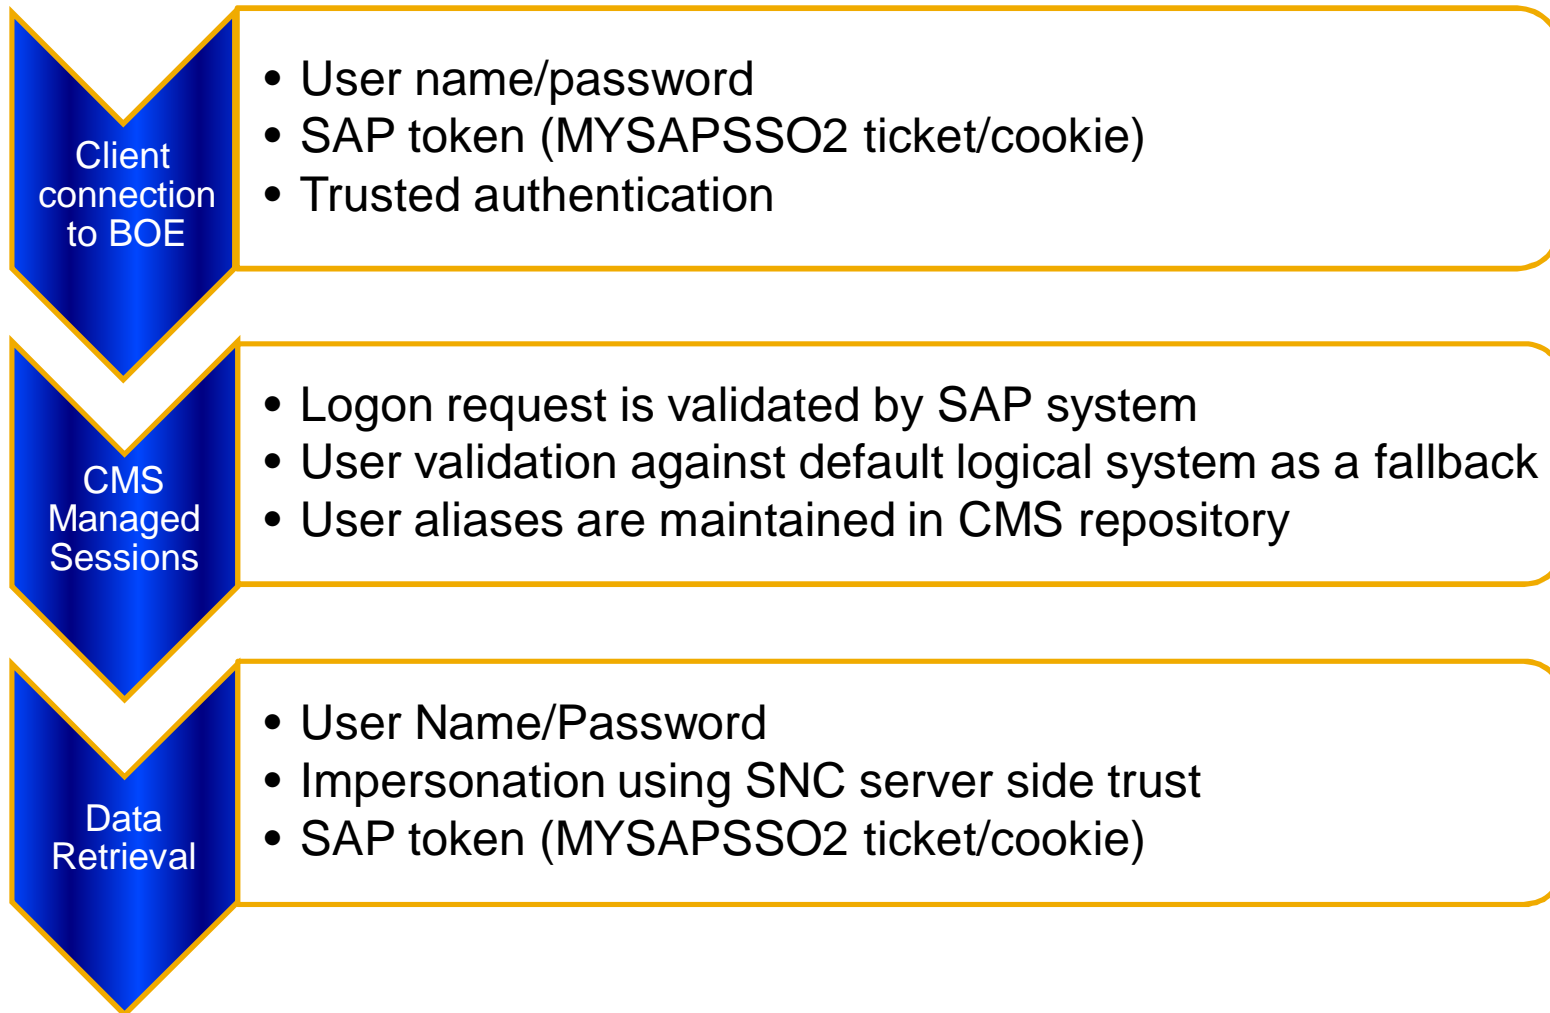 Client
connection
to BOE
• User name/password
• SAP token (MYSAPSSO2 ticket/cookie)
• Trusted authentication
CMS
Managed
Sessions
• Logon request is validated by SAP system
• User validation against default logical system as a fallback
• User aliases are maintained in CMS repository
Data
Retrieval
• User Name/Password
• Impersonation using SNC server side trust
• SAP token (MYSAPSSO2 ticket/cookie)